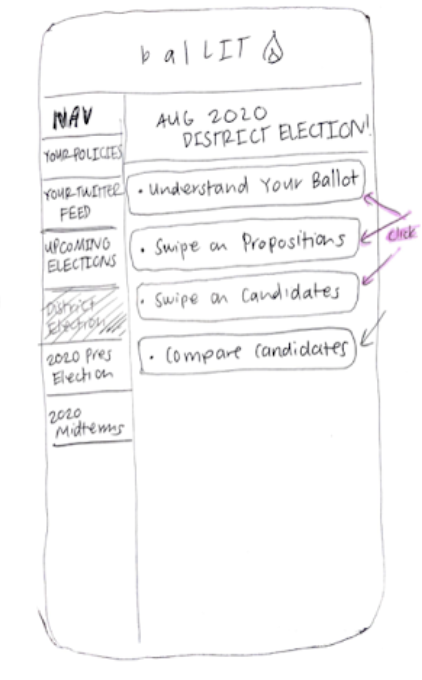 balLIT
NAV
YOUR POLICIES
YOUR TWITTER
FEED
UPCOMING
ELECTIONS
District
Election
2020 Pres
Election
2020
Midterms
AUG 2020
DISTRICT ELECTION!
• Understand Your Ballot
• Swipe on Propositions
• Swipe on Candidates
• Compare Candidates
click